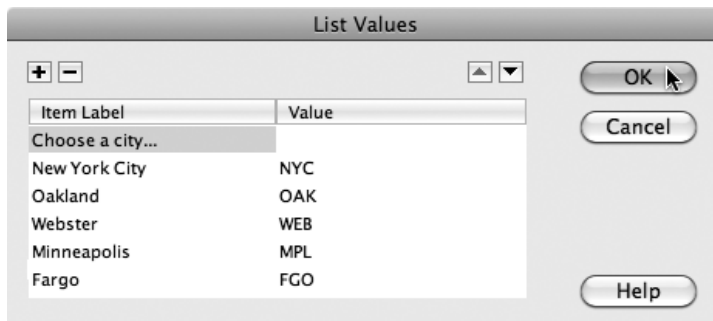 List Values
+ −
OK
Item Label Value
Cancel
Choose a city...
New York City NYC
Oakland OAK
Webster WEB
Minneapolis MPL
Fargo FGO
Help